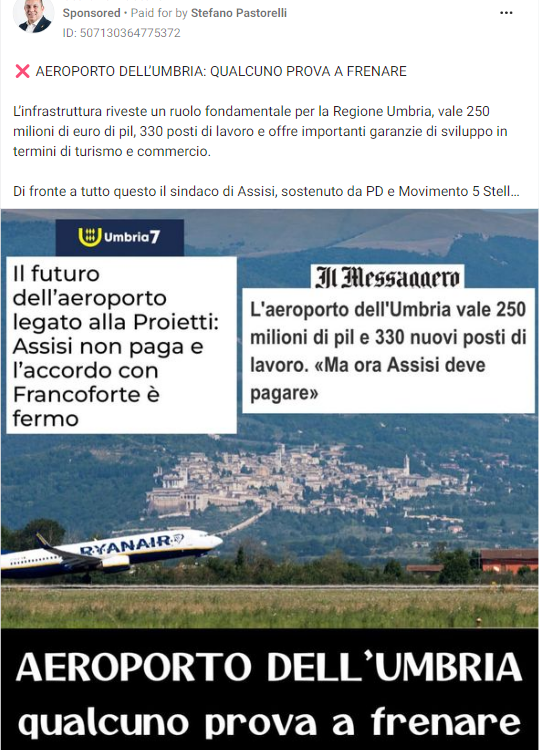 Sponsored • Paid for by Stefano Pastorelli
ID: 507130364775372
❌ AEROPORTO DELL'UMBRIA: QUALCUNO PROVA A FRENARE
L'infrastruttura riveste un ruolo fondamentale per la Regione Umbria, vale 250
milioni di euro di pil, 330 posti di lavoro e offre importanti garanzie di sviluppo in
termini di turismo e commercio.
Di fronte a tutto questo il sindaco di Assisi, sostenuto da PD e Movimento 5 Stell...
Umbria7
Il futuro
dell'aeroporto
legato alla Proietti:
Assisi non paga e
l'accordo con
Francoforte è
fermo
Il Messaggero
L'aeroporto dell'Umbria vale 250
milioni di pil e 330 nuovi posti di
lavoro. «Ma ora Assisi deve
pagare»
RYANAIR
AEROPORTO DELL'UMBRIA
qualcuno prova a frenare